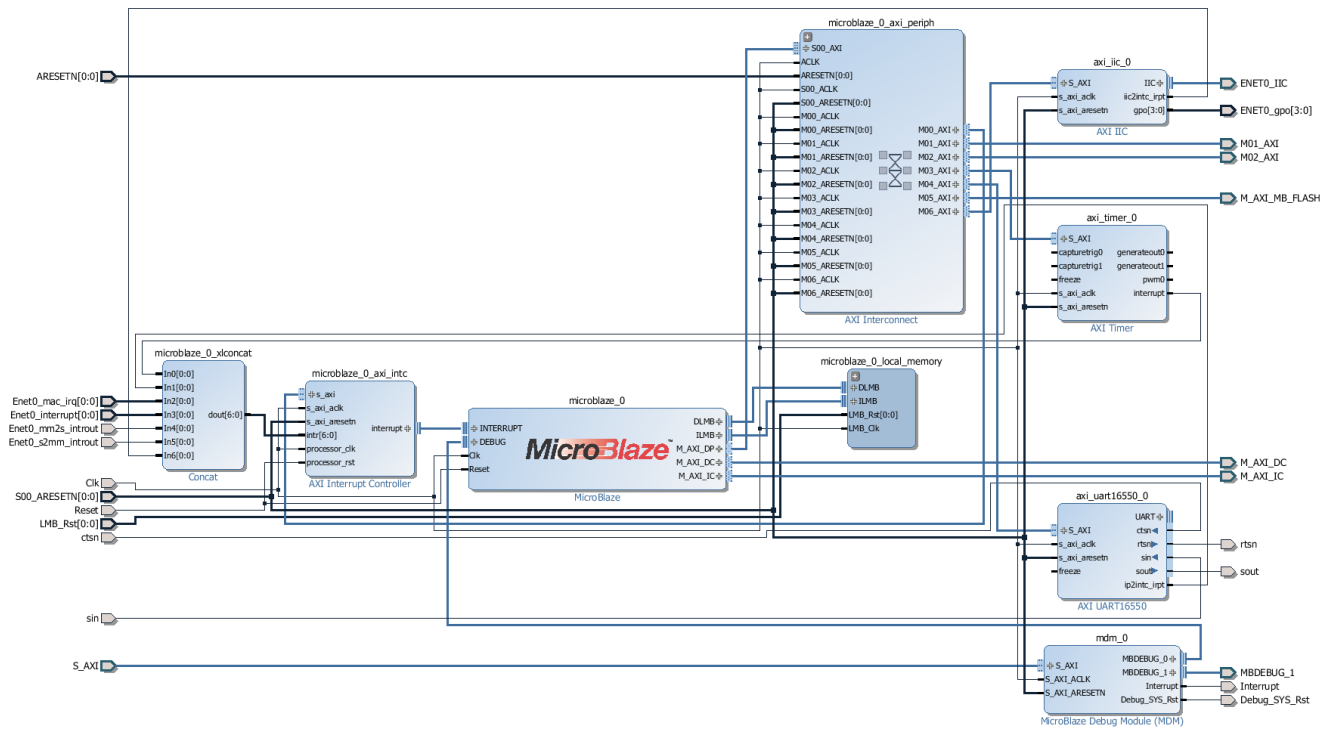 microblaze_0_axi_periph
S00_AXI
ACLK
ARESETN[0:0]
S00_ACLK
S00_ARESETN[0:0]
M00_ACLK
M00_ARESETN[0:0]
M01_ACLK
M01_ARESETN[0:0]
M02_ACLK
M02_ARESETN[0:0]
M03_ACLK
M03_ARESETN[0:0]
M04_ACLK
M04_ARESETN[0:0]
M05_ACLK
M05_ARESETN[0:0]
M06_ACLK
M06_ARESETN[0:0]
M00_AXI
M01_AXI
M02_AXI
M03_AXI
M04_AXI
M05_AXI
M06_AXI
AXI Interconnect
ARESETN[0:0]
axi_iic_0
S_AXI
s_axi_aclk
s_axi_aresetn
IIC
iic2intc_irpt
gpo[3:0]
AXI IIC
ENET0_IIC
ENET0_gpo[3:0]
M01_AXI
M02_AXI
M_AXI_MB_FLASH
axi_timer_0
S_AXI
capturetrig0
capturetrig1
freeze
s_axi_aclk
s_axi_aresetn
generateout0
generateout1
pwm0
interrupt
AXI Timer
microblaze_0_xlconcat
In0[0:0]
In1[0:0]
In2[0:0]
In3[0:0]
In4[0:0]
In5[0:0]
In6[0:0]
dout[6:0]
Concat
Enet0_mac_irq[0:0]
Enet0_interrupt[0:0]
Enet0_mm2s_introut
Enet0_s2mm_introut
Clk
S00_ARESETN[0:0]
Reset
LMB_Rst[0:0]
ctsn
sin
S_AXI
microblaze_0_axi_intc
s_axi
s_axi_aclk
s_axi_aresetn
intr[6:0]
processor_clk
processor_rst
interrupt
AXI Interrupt Controller
microblaze_0
INTERRUPT
DEBUG
Clk
Reset
MicroBlaze™
DLMB
ILMB
M_AXI_DP
M_AXI_DC
M_AXI_IC
MicroBlaze
microblaze_0_local_memory
DLMB
ILMB
LMB_Rst[0:0]
LMB_Clk
M_AXI_DC
M_AXI_IC
axi_uart16550_0
S_AXI
s_axi_aclk
s_axi_aresetn
freeze
UART
ctsn
rtsn
sin
sout
ip2intc_irpt
AXI UART16550
rtsn
sout
mdm_0
S_AXI
S_AXI_ACLK
S_AXI_ARESETN
MBDEBUG_0
MBDEBUG_1
Interrupt
Debug_SYS_Rst
MicroBlaze Debug Module (MDM)
MBDEBUG_1
Interrupt
Debug_SYS_Rst